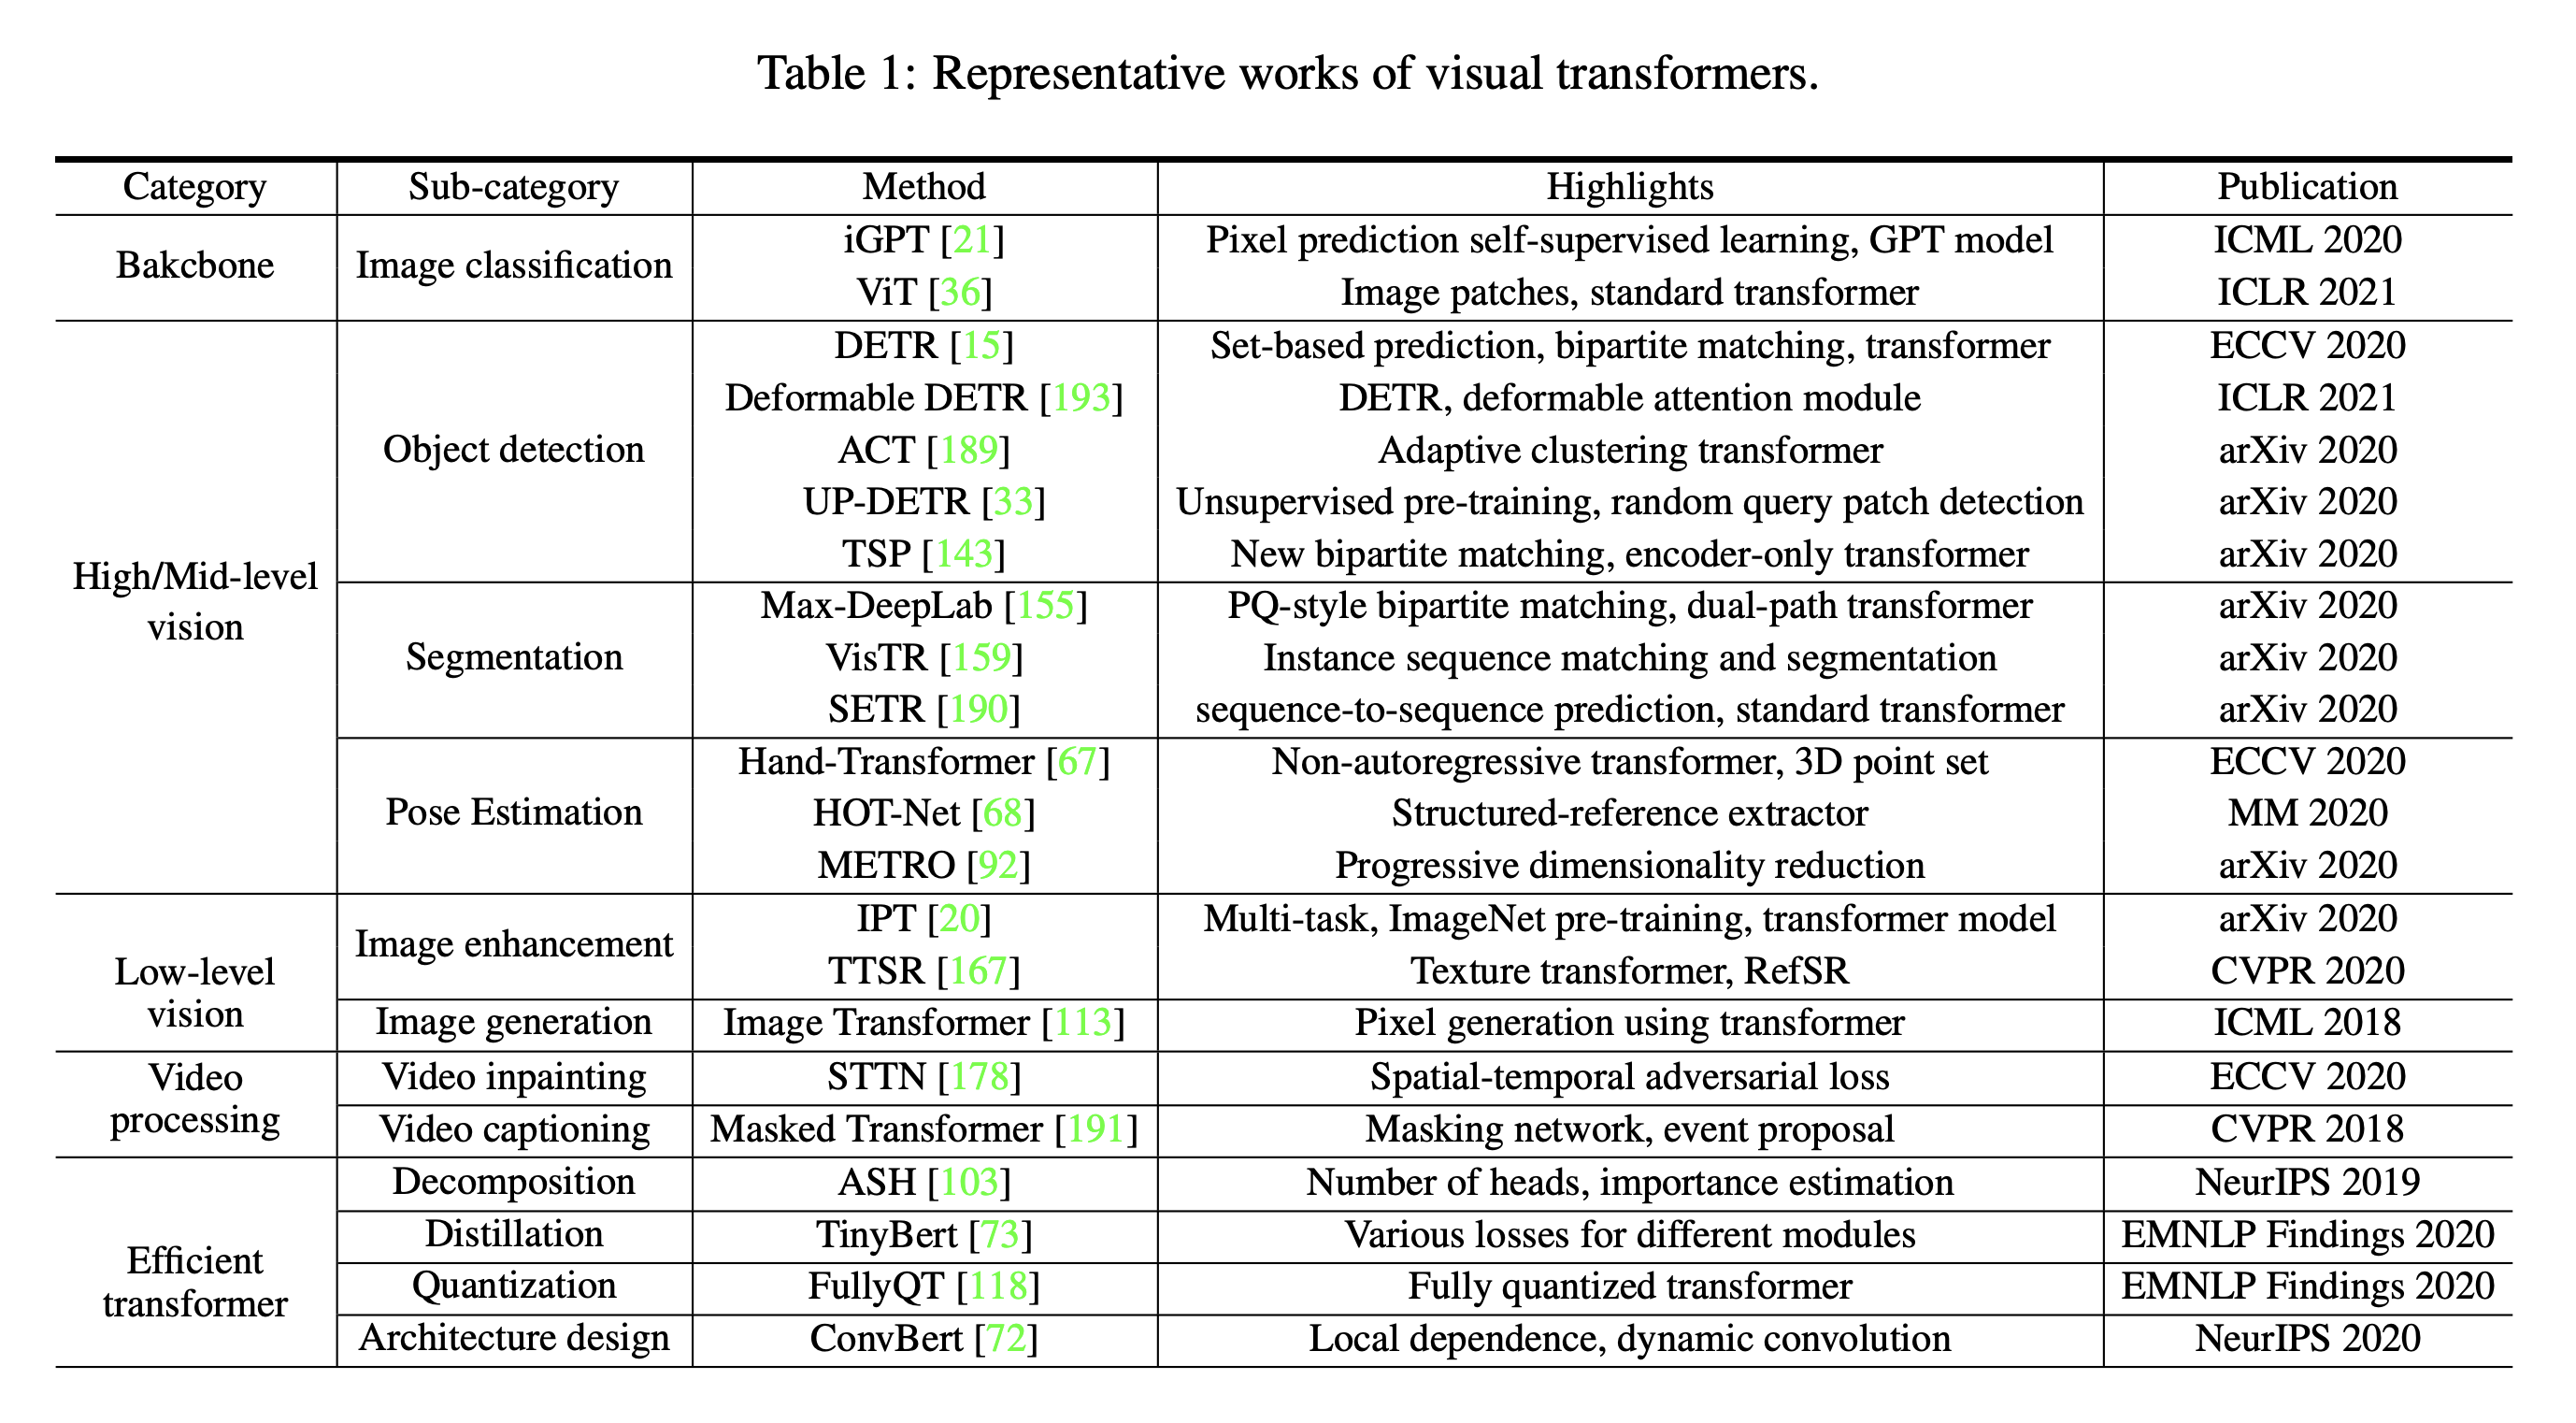 Table 1: Representative works of visual transformers.
Category Sub-category Method Highlights Publication
Bakcbone Image classification iGPT [21] Pixel prediction self-supervised learning, GPT model ICML 2020
ViT [36] Image patches, standard transformer ICLR 2021
High/Mid-level vision Object detection DETR [15] Set-based prediction, bipartite matching, transformer ECCV 2020
Deformable DETR [193] DETR, deformable attention module ICLR 2021
ACT [189] Adaptive clustering transformer arXiv 2020
UP-DETR [33] Unsupervised pre-training, random query patch detection arXiv 2020
TSP [143] New bipartite matching, encoder-only transformer arXiv 2020
Segmentation Max-DeepLab [155] PQ-style bipartite matching, dual-path transformer arXiv 2020
VisTR [159] Instance sequence matching and segmentation arXiv 2020
SETR [190] sequence-to-sequence prediction, standard transformer arXiv 2020
Pose Estimation Hand-Transformer [67] Non-autoregressive transformer, 3D point set ECCV 2020
HOT-Net [68] Structured-reference extractor MM 2020
METRO [92] Progressive dimensionality reduction arXiv 2020
Low-level vision Image enhancement IPT [20] Multi-task, ImageNet pre-training, transformer model arXiv 2020
TTSR [167] Texture transformer, RefSR CVPR 2020
Image generation Image Transformer [113] Pixel generation using transformer ICML 2018
Video processing Video inpainting STTN [178] Spatial-temporal adversarial loss ECCV 2020
Video captioning Masked Transformer [191] Masking network, event proposal CVPR 2018
Efficient transformer Decomposition ASH [103] Number of heads, importance estimation NeurIPS 2019
Distillation TinyBert [73] Various losses for different modules EMNLP Findings 2020
Quantization FullyQT [118] Fully quantized transformer EMNLP Findings 2020
Architecture design ConvBert [72] Local dependence, dynamic convolution NeurIPS 2020